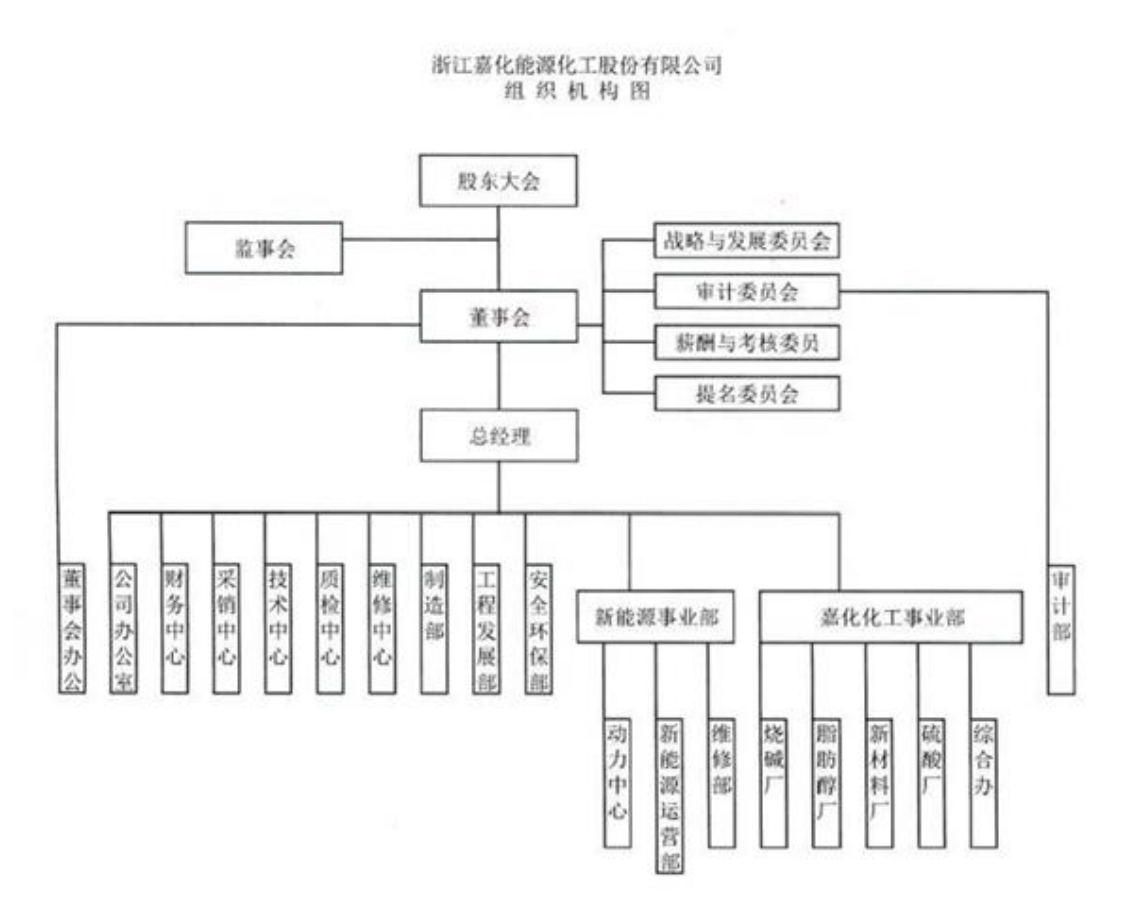 浙江嘉化能源化工股份有限公司
组织机构图
股东大会
监事会
战略与发展委员会
审计委员会
董事会
薪酬与考核委员
提名委员会
总经理
董事会办公
公司办公室
财务中心
采销中心
技术中心
质检中心
维修中心
制造部
工程发展部
安全环保部
新能源事业部
嘉化化工事业部
审计部
动力中心
新能源运营部
维修部
烧碱厂
脂肪醇厂
新材料厂
硫酸厂
综合办